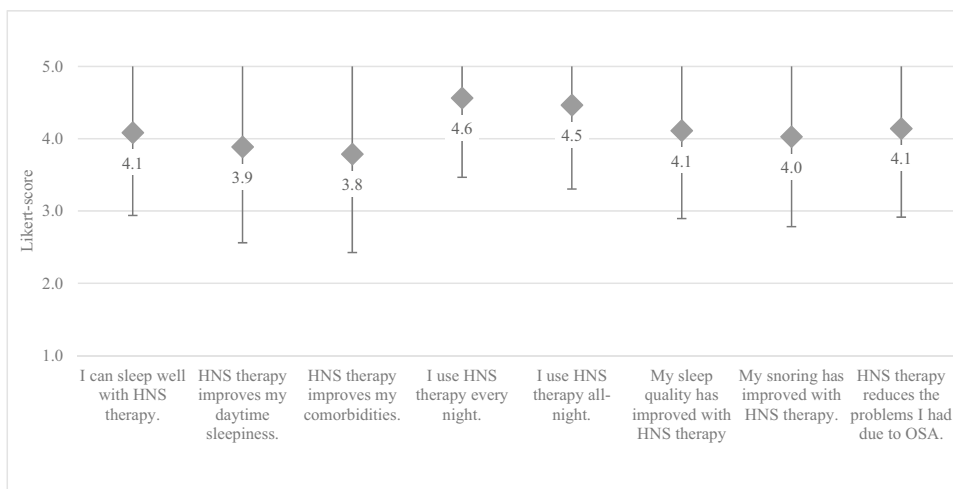 5.0
4.0
3.0
2.0
1.0
Likert-score
4.1
3.9
3.8
4.6
4.5
4.1
4.0
4.1
I can sleep well
with HNS
therapy.
HNS therapy
improves my
daytime
sleepiness.
HNS therapy
improves my
comorbidities.
I use HNS
therapy every
night.
I use HNS
therapy all-
night.
My sleep
quality has
improved with
HNS therapy
My snoring has
improved with
HNS therapy.
HNS therapy
reduces the
problems I had
due to OSA.